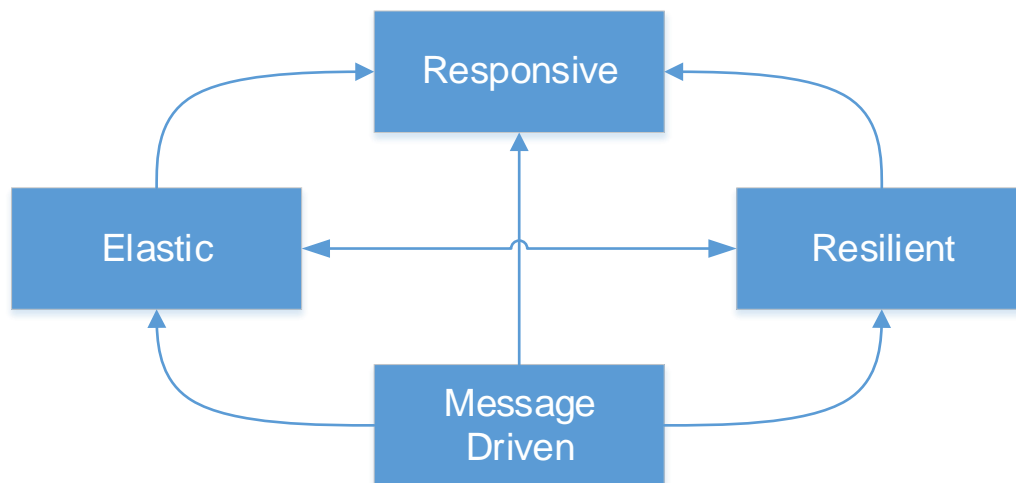 Responsive
Elastic
Resilient
Message
Driven